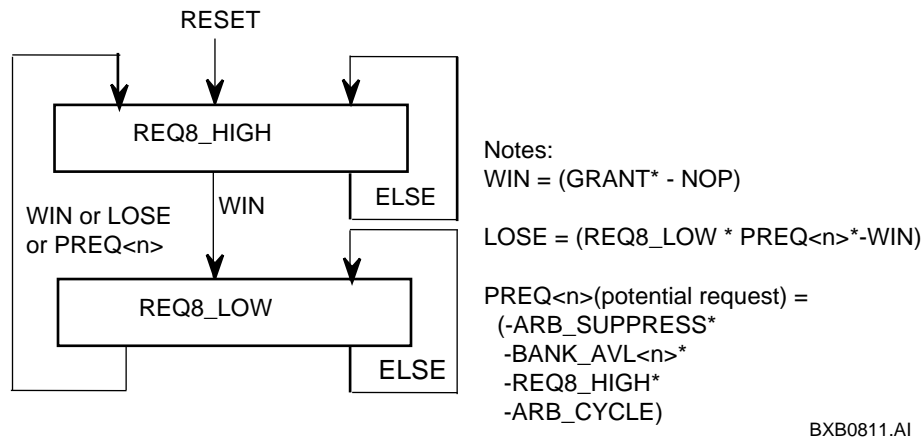 RESET
REQ8_HIGH
ELSE
WIN
WIN or LOSE
or PREQ<n>
REQ8_LOW
ELSE
Notes:
WIN = (GRANT* - NOP)
LOSE = (REQ8_LOW * PREQ<n>*-WIN)
PREQ<n>(potential request) =
(-ARB_SUPPRESS*
-BANK_AVL<n>*
-REQ8_HIGH*
-ARB_CYCLE)
BXB0811.AI